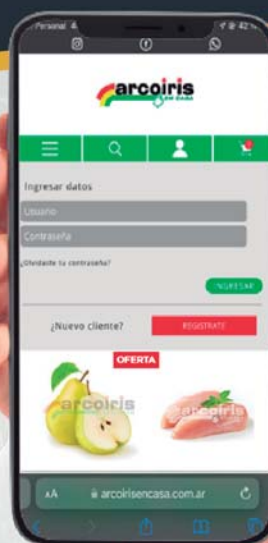 Personal
42%
arcoiris
EN CASA
Ingresar datos
Usuario
Contraseña
¿Olvidaste tu contraseña?
INGRESAR
¿Nuevo cliente?
REGISTRATE
OFERTA
arcoiris
arcoiris
AA
arcoirisencasa.com.ar